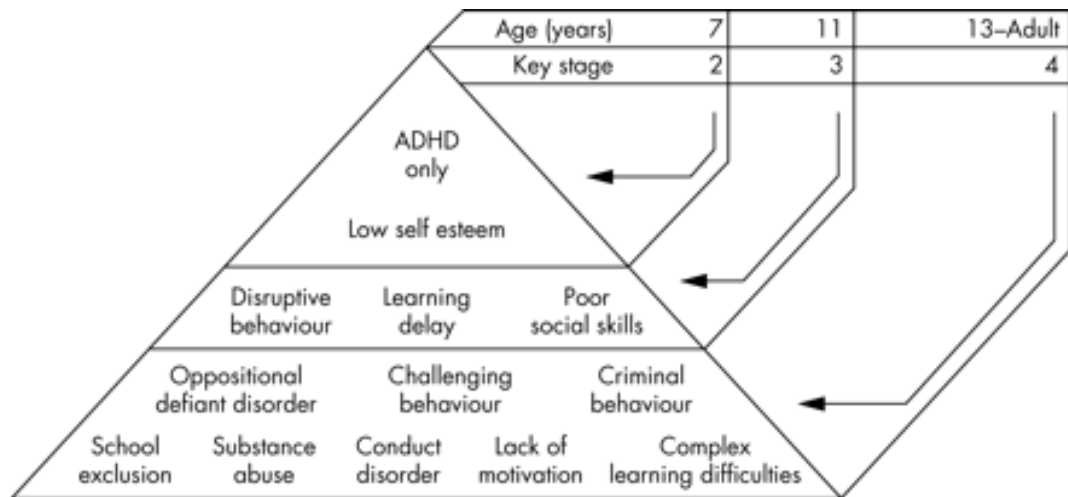 Age (years) 7 11 13–Adult
Key stage 2 3 4
ADHD
only
Low self esteem
Disruptive Learning Poor
behaviour delay social skills
Oppositional Challenging Criminal
defiant disorder behaviour behaviour
School Substance Conduct Lack of Complex
exclusion abuse disorder motivation learning difficulties